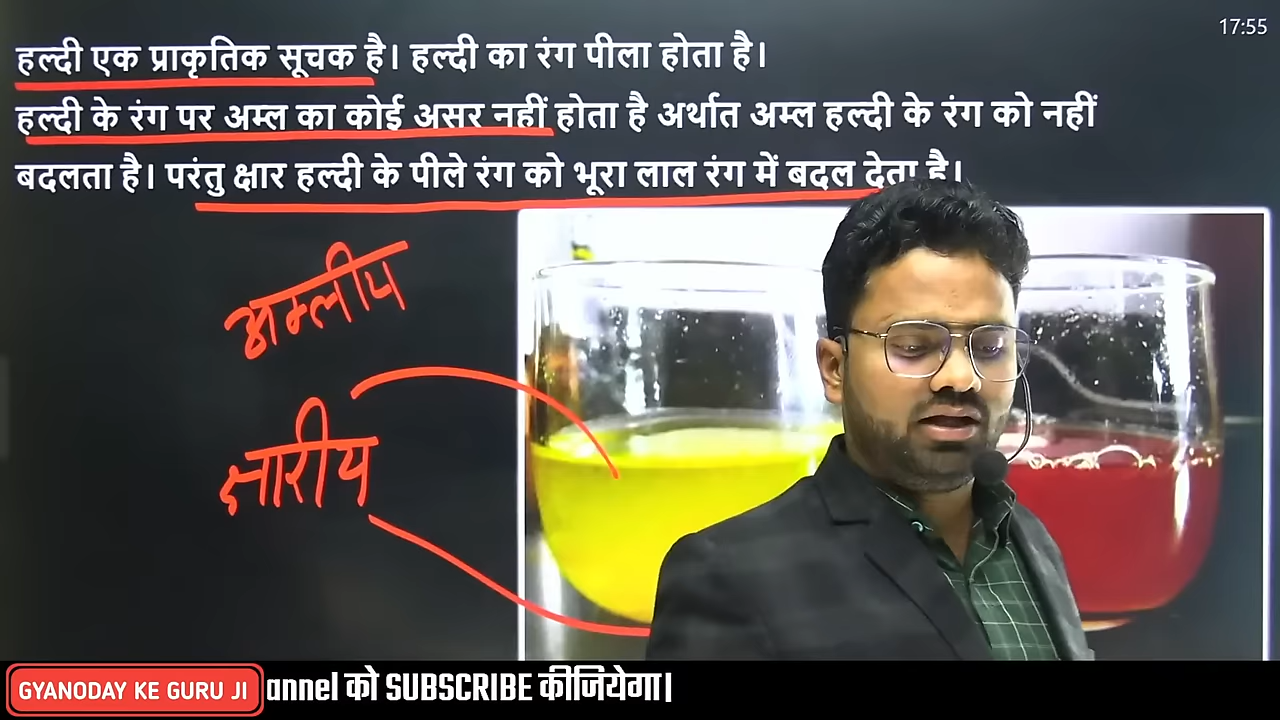 17:55
हल्दी एक प्राकृतिक सूचक है। हल्दी का रंग पीला होता है।
हल्दी के रंग पर अम्ल का कोई असर नहीं होता है अर्थात अम्ल हल्दी के रंग को नहीं
बदलता है। परंतु क्षार हल्दी के पीले रंग को भूरा लाल रंग में बदल देता है।
अम्लीय
क्षारीय
GYANODAY KE GURU JI annel को SUBSCRIBE कीजियेगा।